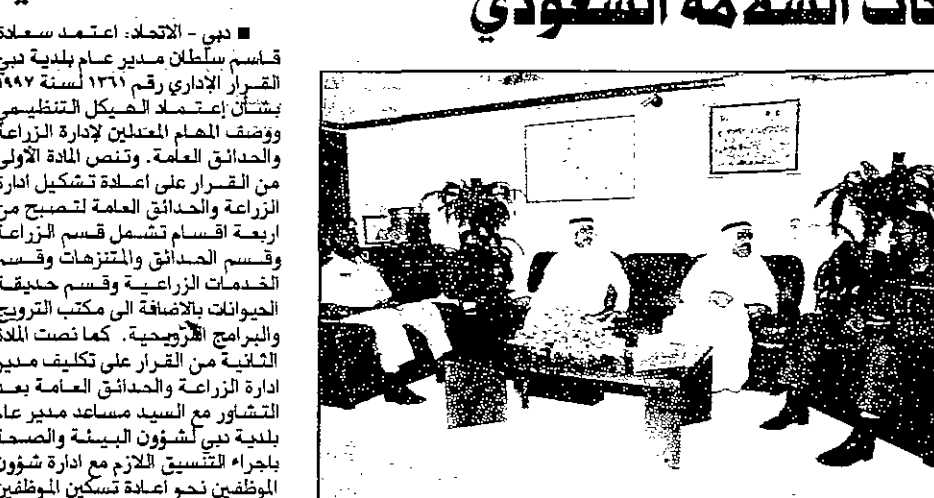 السلامة السعودي
■ دبي - الاتحاد: اعتمد سعادة
قاسم سلطان مدير عام بلدية دبي
القرار الإداري رقم ١٣٦١ لسنة ١٩٩٧
بشأن إعتماد الهيكل التنظيمي
ووصف المهام المعدلين لإدارة الزراعة
والحدائق العامة. وتنص المادة الأولى
من القرار على اعادة تشكيل ادارة
الزراعة والحدائق العامة لتصبح من
اربعة اقسام تشمل قسم الزراعة
وقسم الحدائق والمتنزهات وقسم
الخدمات الزراعية وقسم حديقة
الحيوانات بالاضافة الى مكتب الترويج
والبرامج الترويحية. كما نصت المادة
الثانية من القرار على تكليف مدير
ادارة الزراعة والحدائق العامة بعد
التشاور مع السيد مساعد مدير عام
بلدية دبي لشؤون البيئة والصحة
باجراء التنسيق اللازم مع ادارة شؤون
الموظفين نحو اعادة تسكين الموظفين